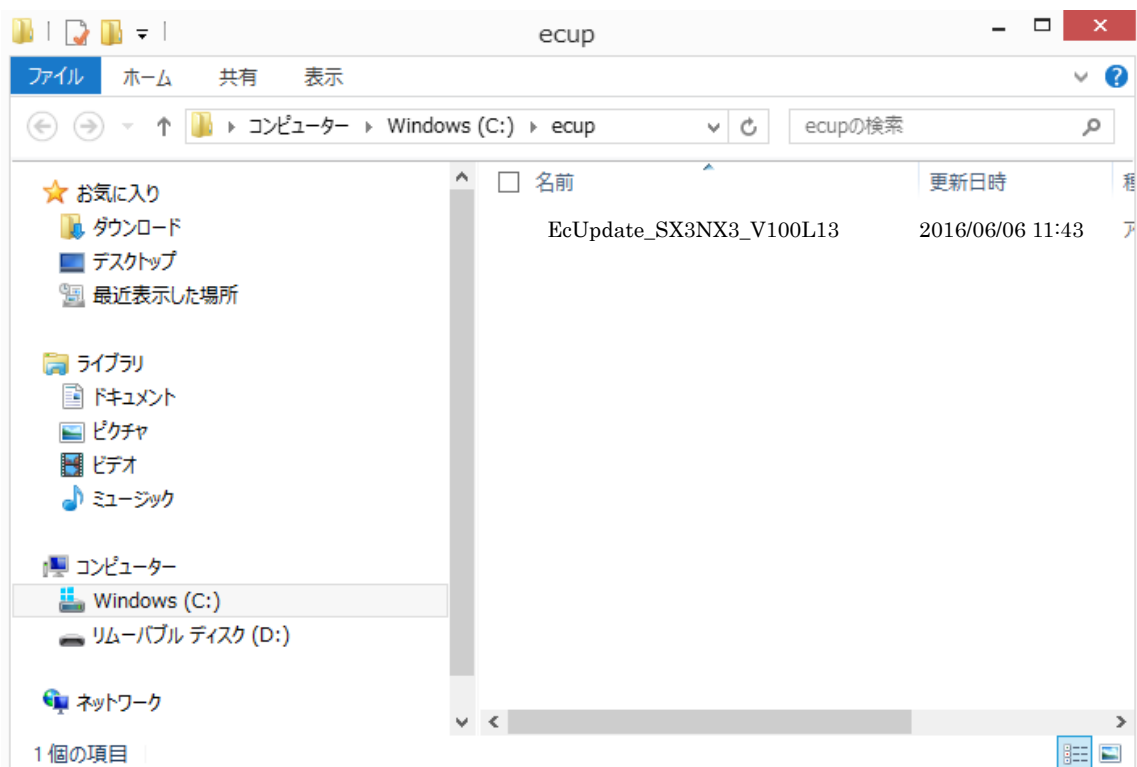 ecup
ファイル ホーム 共有 表示
コンピューター Windows (C:) ecup ecupの検索
名前 更新日時
EcUpdate_SX3NX3_V100L13 2016/06/06 11:43
お気に入り
ダウンロード
デスクトップ
最近表示した場所
ライブラリ
ドキュメント
ピクチャ
ビデオ
ミュージック
コンピューター
Windows (C:)
リムーバブル ディスク (D:)
ネットワーク
1 個の項目